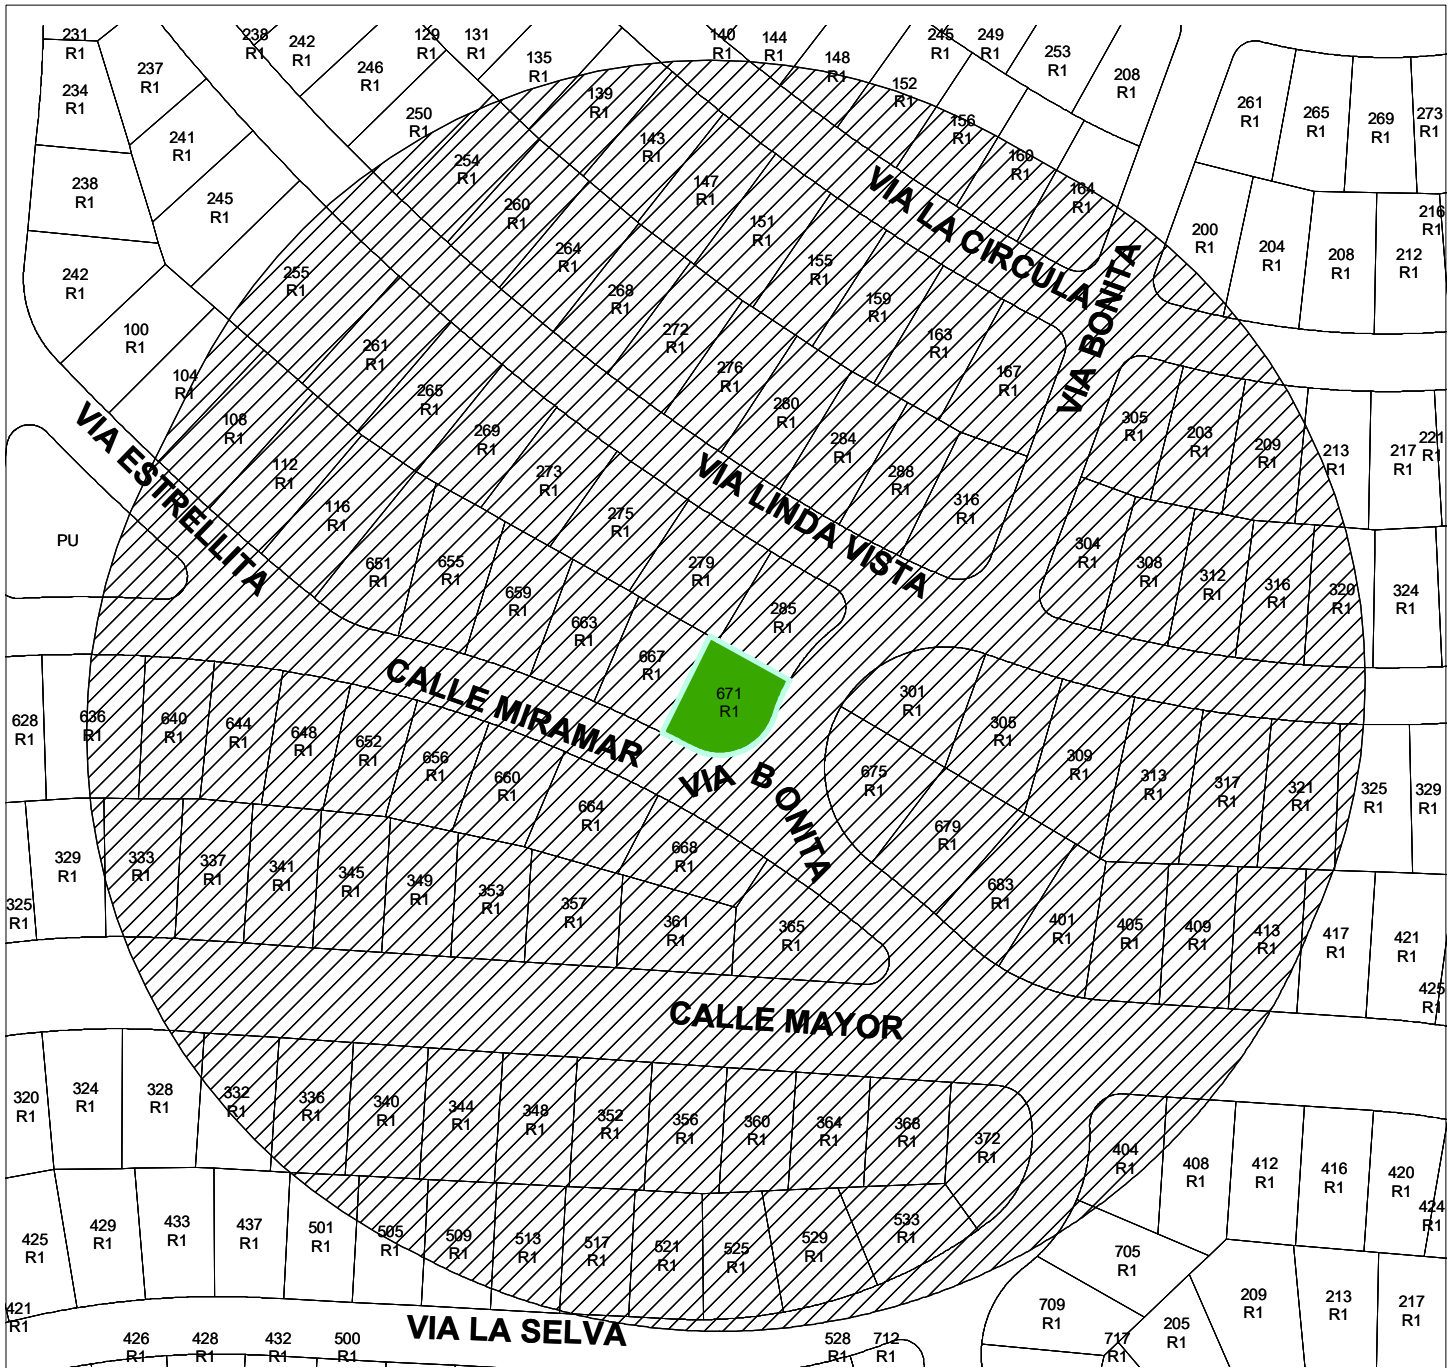 231
R1
238
R1
242
R1
129
R1
131
R1
140
R1
144
R1
245
R1
249
R1
253
R1
237
R1
246
R1
135
R1
148
R1
208
R1
234
R1
139
R1
152
R1
261
R1
265
R1
269
R1
273
R1
250
R1
241
R1
143
R1
156
R1
254
R1
160
R1
238
R1
245
R1
147
R1
164
R1
260
R1
151
R1
VIA LA CIRCULA
200
R1
204
R1
208
R1
212
R1
216
R1
242
R1
255
R1
264
R1
155
R1
VIA BONITA
268
R1
159
R1
100
R1
261
R1
272
R1
163
R1
104
R1
276
R1
167
R1
265
R1
280
R1
108
R1
269
R1
284
R1
305
R1
203
R1
209
R1
213
R1
217
R1
221
R1
VIA ESTRELLITA
112
R1
273
R1
VIA LINDA VISTA
288
R1
116
R1
275
R1
316
R1
PU
651
R1
655
R1
279
R1
304
R1
308
R1
312
R1
316
R1
320
R1
324
R1
659
R1
285
R1
663
R1
667
R1
CALLE MIRAMAR
671
R1
301
R1
628
R1
636
R1
640
R1
644
R1
648
R1
652
R1
656
R1
660
R1
664
R1
668
R1
VIA BONITA
675
R1
305
R1
309
R1
313
R1
317
R1
321
R1
325
R1
329
R1
679
R1
683
R1
325
R1
329
R1
333
R1
337
R1
341
R1
345
R1
349
R1
353
R1
357
R1
361
R1
365
R1
401
R1
405
R1
409
R1
413
R1
417
R1
421
R1
425
R1
CALLE MAYOR
320
R1
324
R1
328
R1
332
R1
336
R1
340
R1
344
R1
348
R1
352
R1
356
R1
360
R1
364
R1
368
R1
372
R1
404
R1
408
R1
412
R1
416
R1
420
R1
424
R1
425
R1
429
R1
433
R1
437
R1
501
R1
505
R1
509
R1
513
R1
517
R1
521
R1
525
R1
529
R1
533
R1
705
R1
421
R1
709
R1
205
R1
209
R1
213
R1
217
R1
VIA LA SELVA
426
R1
428
R1
432
R1
500
R1
528
R1
712
R1
717
R1